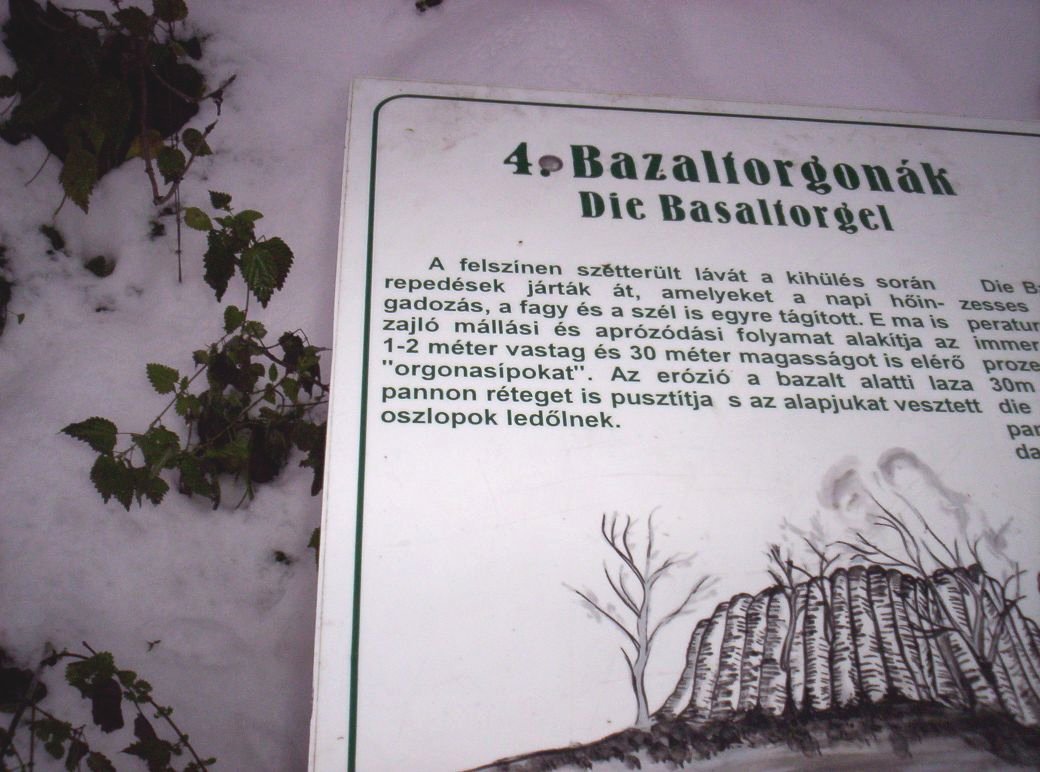 4. Bazaltorgonák
Die Basaltorgel
A felszínen szétterült lávát a kihülés során
repedések járták át, amelyeket a napi hőin-
gadozás, a fagy és a szél is egyre tágított. E ma is
zajló mállási és aprózódási folyamat alakítja az
1-2 méter vastag és 30 méter magasságot is elérő
"orgonasípokat". Az erózió a bazalt alatti laza
pannon réteget is pusztítja s az alapjukat vesztett
oszlopok ledőlnek.
Die B
zesses
peratur
immer
proze
30m
die
par
da